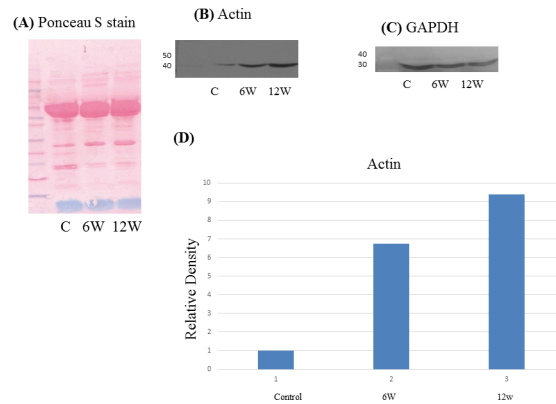 (A) Ponceau S stain
C 6W 12W
(B) Actin
50
40
C 6W 12W
(C) GAPDH
40
30
C 6W 12W
(D)
Actin
Relative Density
10
9
8
7
6
5
4
3
2
1
0
1 2 3
Control 6W 12w